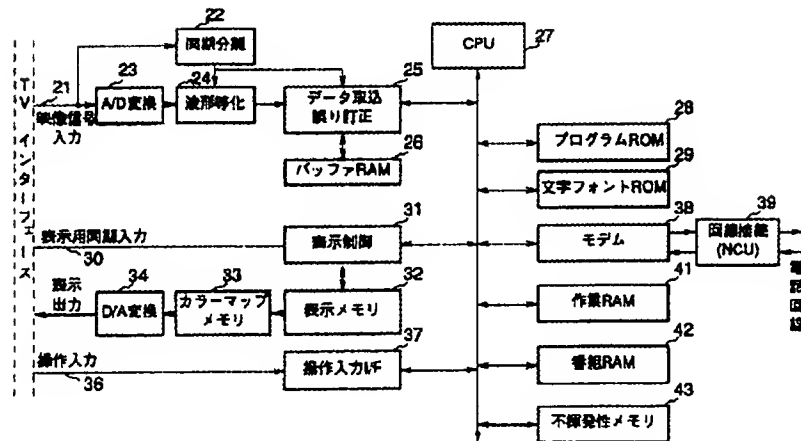 22
同期分離
CPU
27
TV インターフェース
21
23
A/D変換
24
波形等化
25
データ取込
誤り訂正
映像信号
入力
26
バッファRAM
28
プログラムROM
29
文字フォントROM
38
モデム
39
回線接続
(NCU)
電話回線
表示用同期入力
30
31
表示制御
32
表示メモリ
33
カラーマップ
メモリ
34
D/A変換
表示
出力
41
作業RAM
操作入力
36
37
操作入力I/F
42
番組RAM
43
不揮発性メモリ